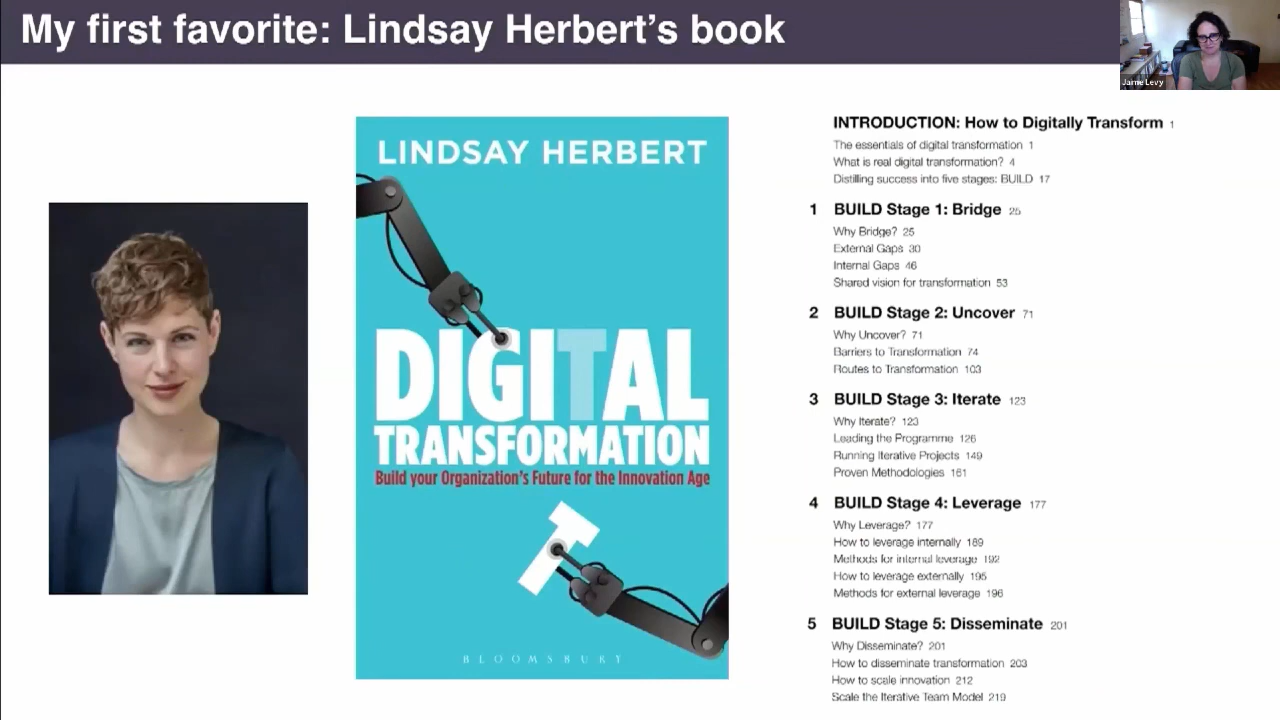 My first favorite: Lindsay Herbert's book
Jaime Levy
LINDSAY HERBERT
DIGITAL
TRANSFORMATION
Build your Organization's Future for the Innovation Age
T
BLOOMSBURY
INTRODUCTION: How to Digitally Transform 1
The essentials of digital transformation 1
What is real digital transformation? 4
Distilling success into five stages: BUILD 17
1 BUILD Stage 1: Bridge 25
Why Bridge? 25
External Gaps 30
Internal Gaps 46
Shared vision for transformation 53
2 BUILD Stage 2: Uncover 71
Why Uncover? 71
Barriers to Transformation 74
Routes to Transformation 103
3 BUILD Stage 3: Iterate 123
Why Iterate? 123
Leading the Programme 126
Running Iterative Projects 149
Proven Methodologies 161
4 BUILD Stage 4: Leverage 177
Why Leverage? 177
How to leverage internally 189
Methods for internal leverage 192
How to leverage externally 195
Methods for external leverage 196
5 BUILD Stage 5: Disseminate 201
Why Disseminate? 201
How to disseminate transformation 203
How to scale innovation 212
Scale the Iterative Team Model 219